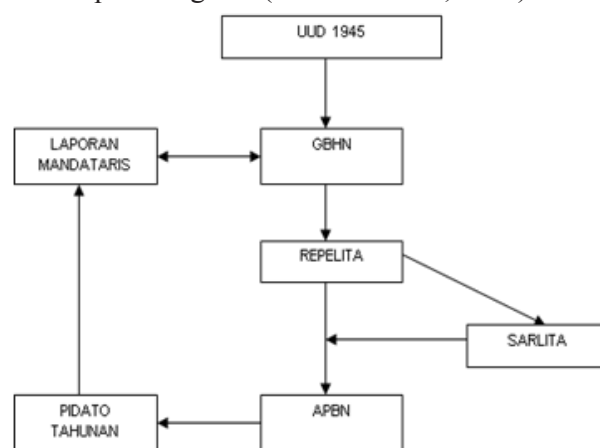 UUD 1945
LAPORAN
MANDATARIS
GBHN
REPELITA
SARLITA
PIDATO
TAHUNAN
APBN